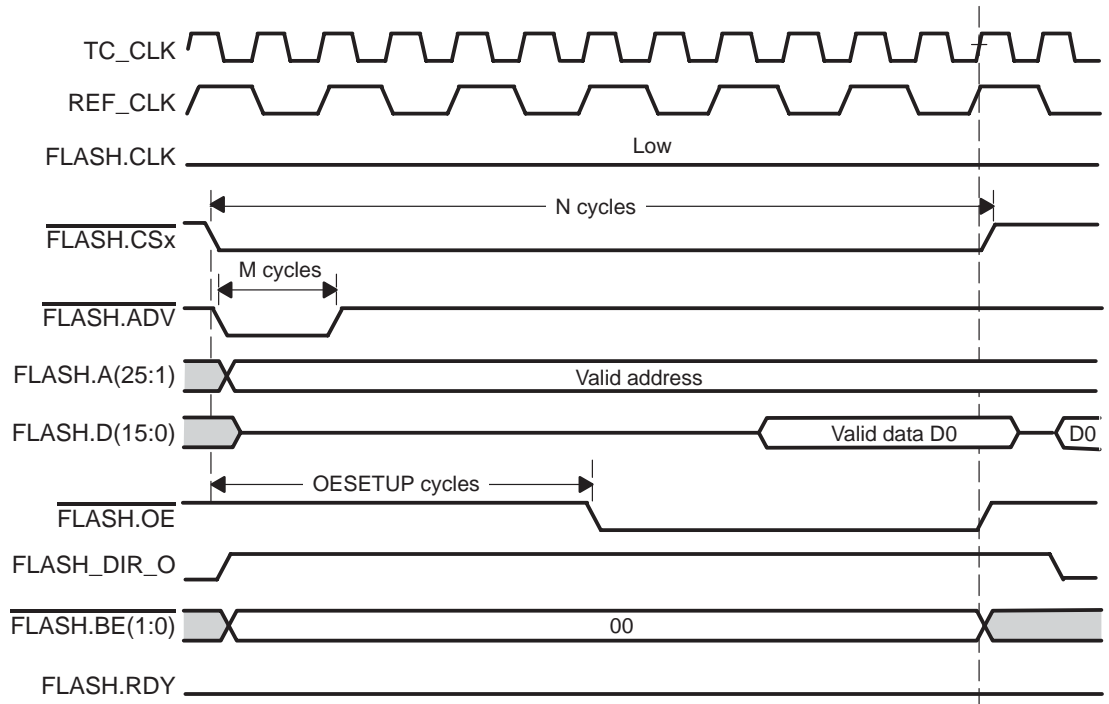 TC_CLK
REF_CLK
FLASH.CLK
Low
N cycles
FLASH.CSx
M cycles
FLASH.ADV
FLASH.A(25:1)
Valid address
FLASH.D(15:0)
Valid data D0
D0
OESETUP cycles
FLASH.OE
FLASH_DIR_O
FLASH.BE(1:0)
00
FLASH.RDY